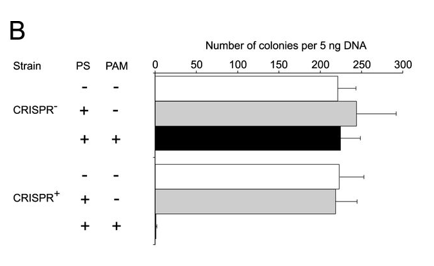 B
Number of colonies per 5 ng DNA
Strain PS PAM 0 50 100 150 200 250 300
- -
CRISPR- + -
+ +
- -
CRISPR+ + -
+ +